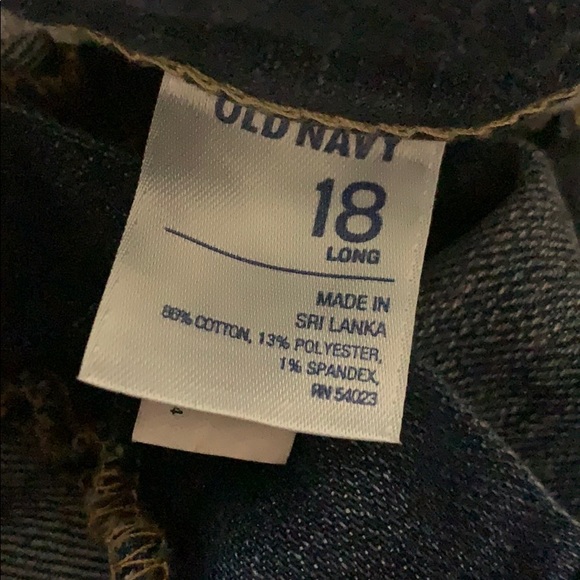 OLD NAVY
18
LONG
MADE IN
SRI LANKA
86% COTTON, 13% POLYESTER,
1% SPANDEX,
RN 54023